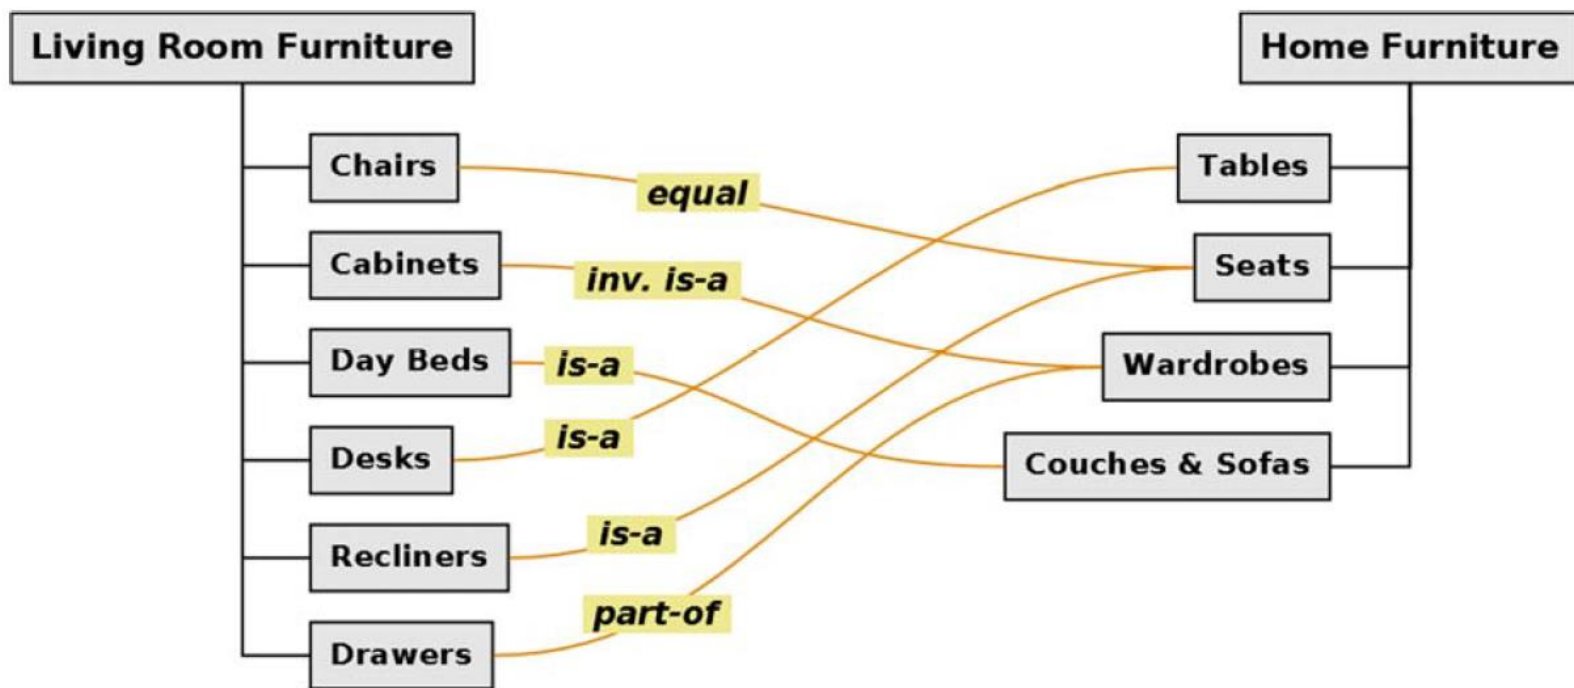 Living Room Furniture
Home Furniture
Chairs
equal
Tables
Cabinets
inv. is-a
Seats
Day Beds
is-a
Wardrobes
Desks
is-a
Couches & Sofas
Recliners
is-a
Drawers
part-of